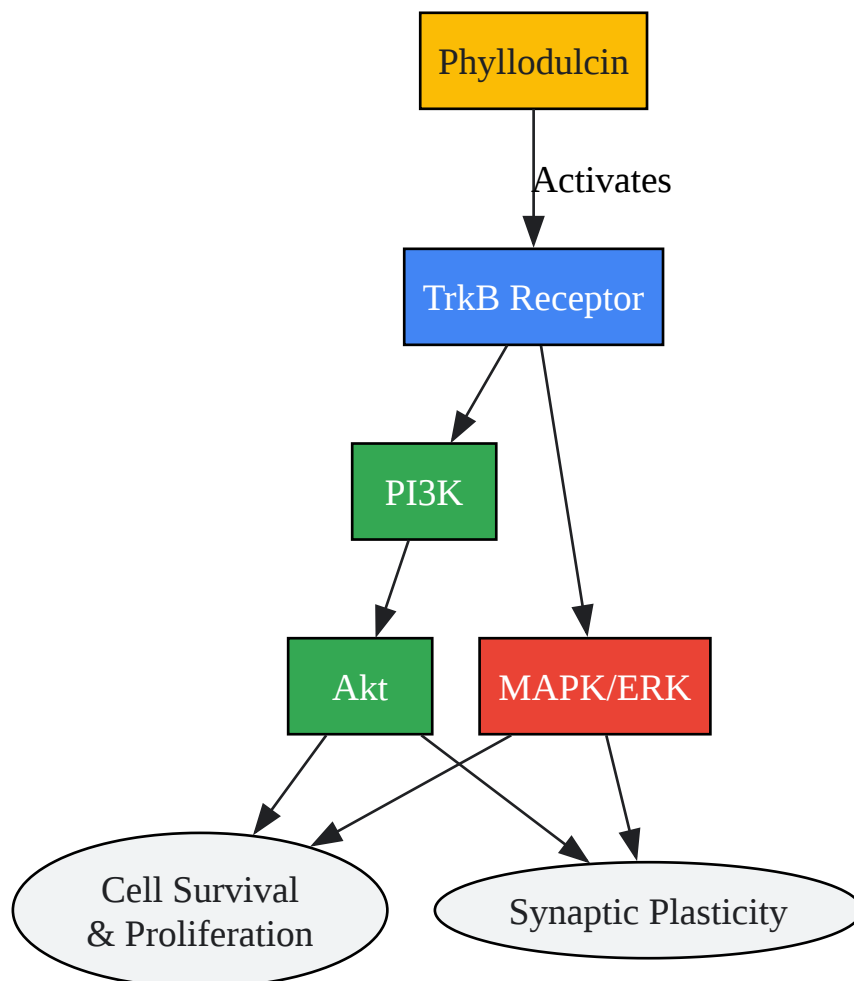 Phyllodulcin
Activates
TrkB Receptor
PI3K
Akt
MAPK/ERK
Cell Survival
& Proliferation
Synaptic Plasticity